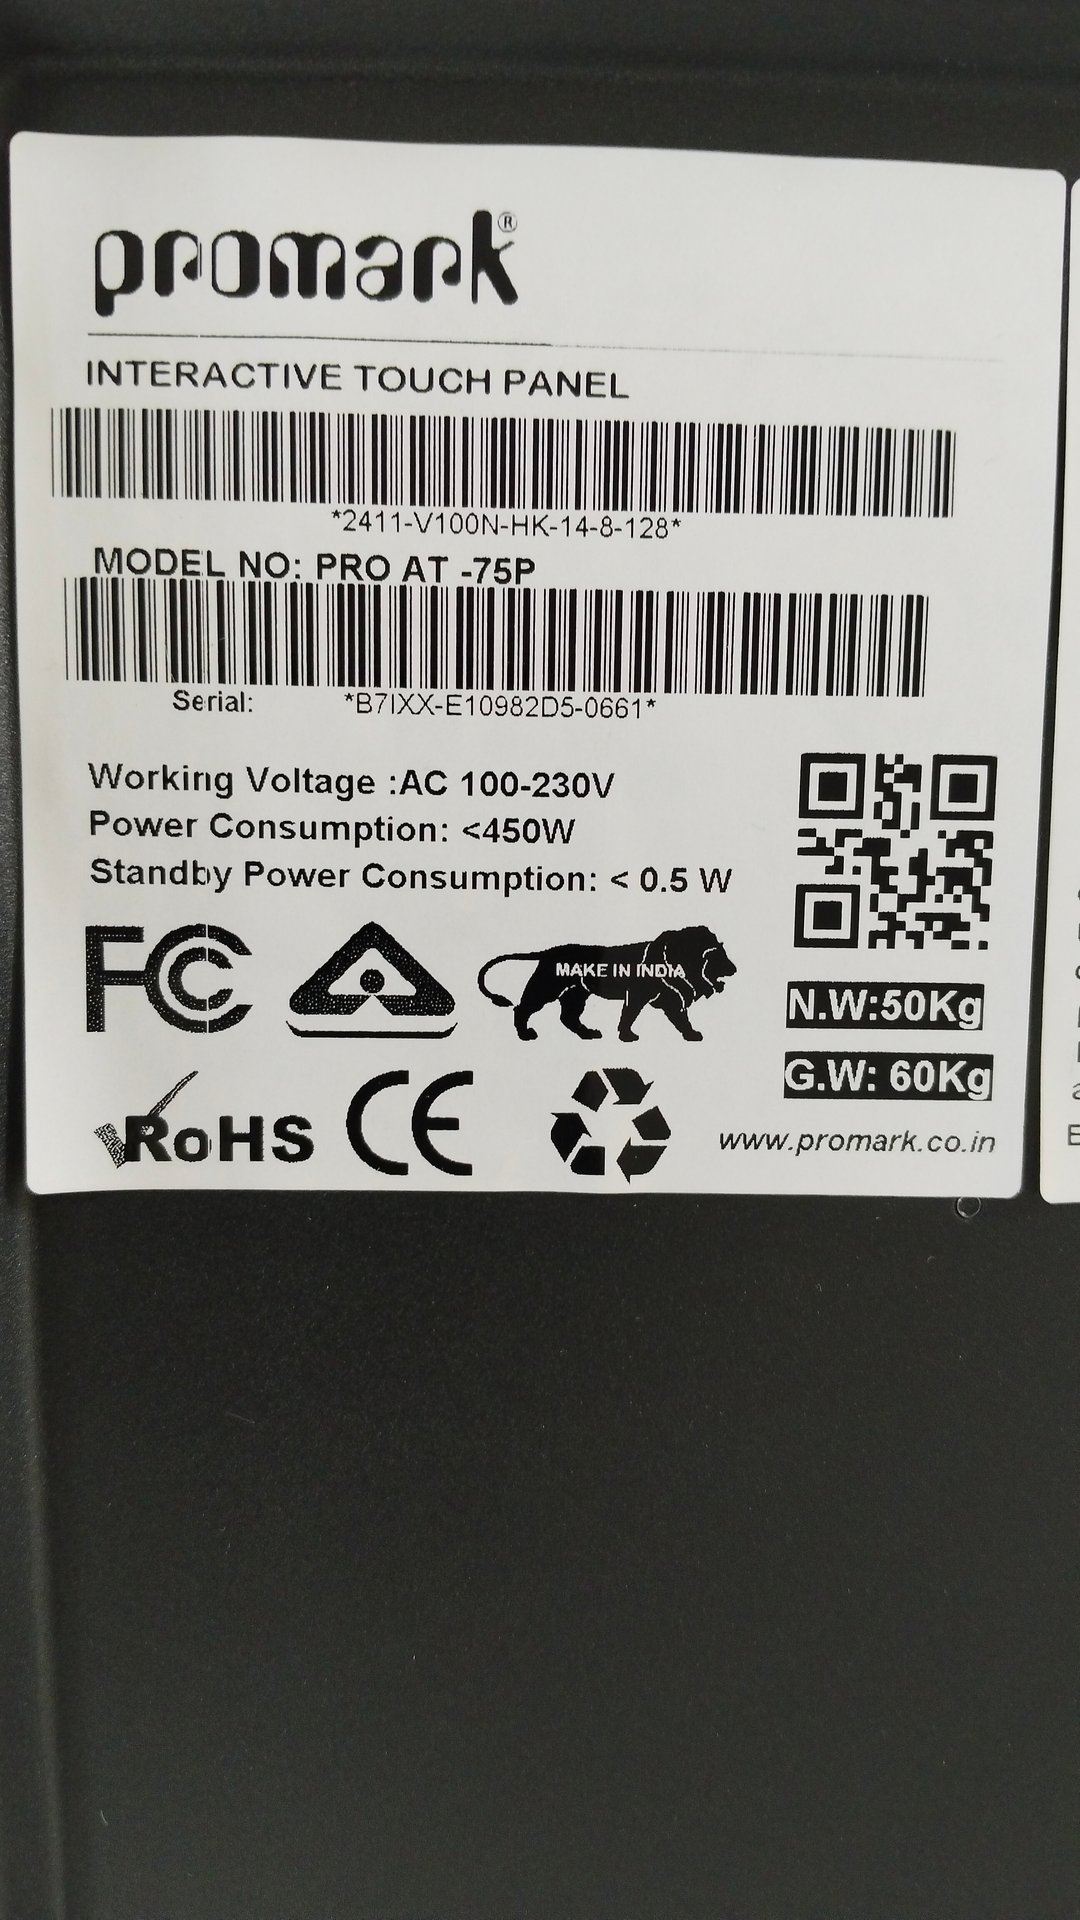 promark®
INTERACTIVE TOUCH PANEL
*2411-V100N-HK-14-8-128*
MODEL NO: PRO AT -75P
Serial: *B7IXX-E10982D5-0661*
Working Voltage :AC 100-230V
Power Consumption: <450W
Standby Power Consumption: < 0.5 W
FC
MAKE IN INDIA
N.W:50Kg
G.W: 60Kg
RoHS CE
www.promark.co.in